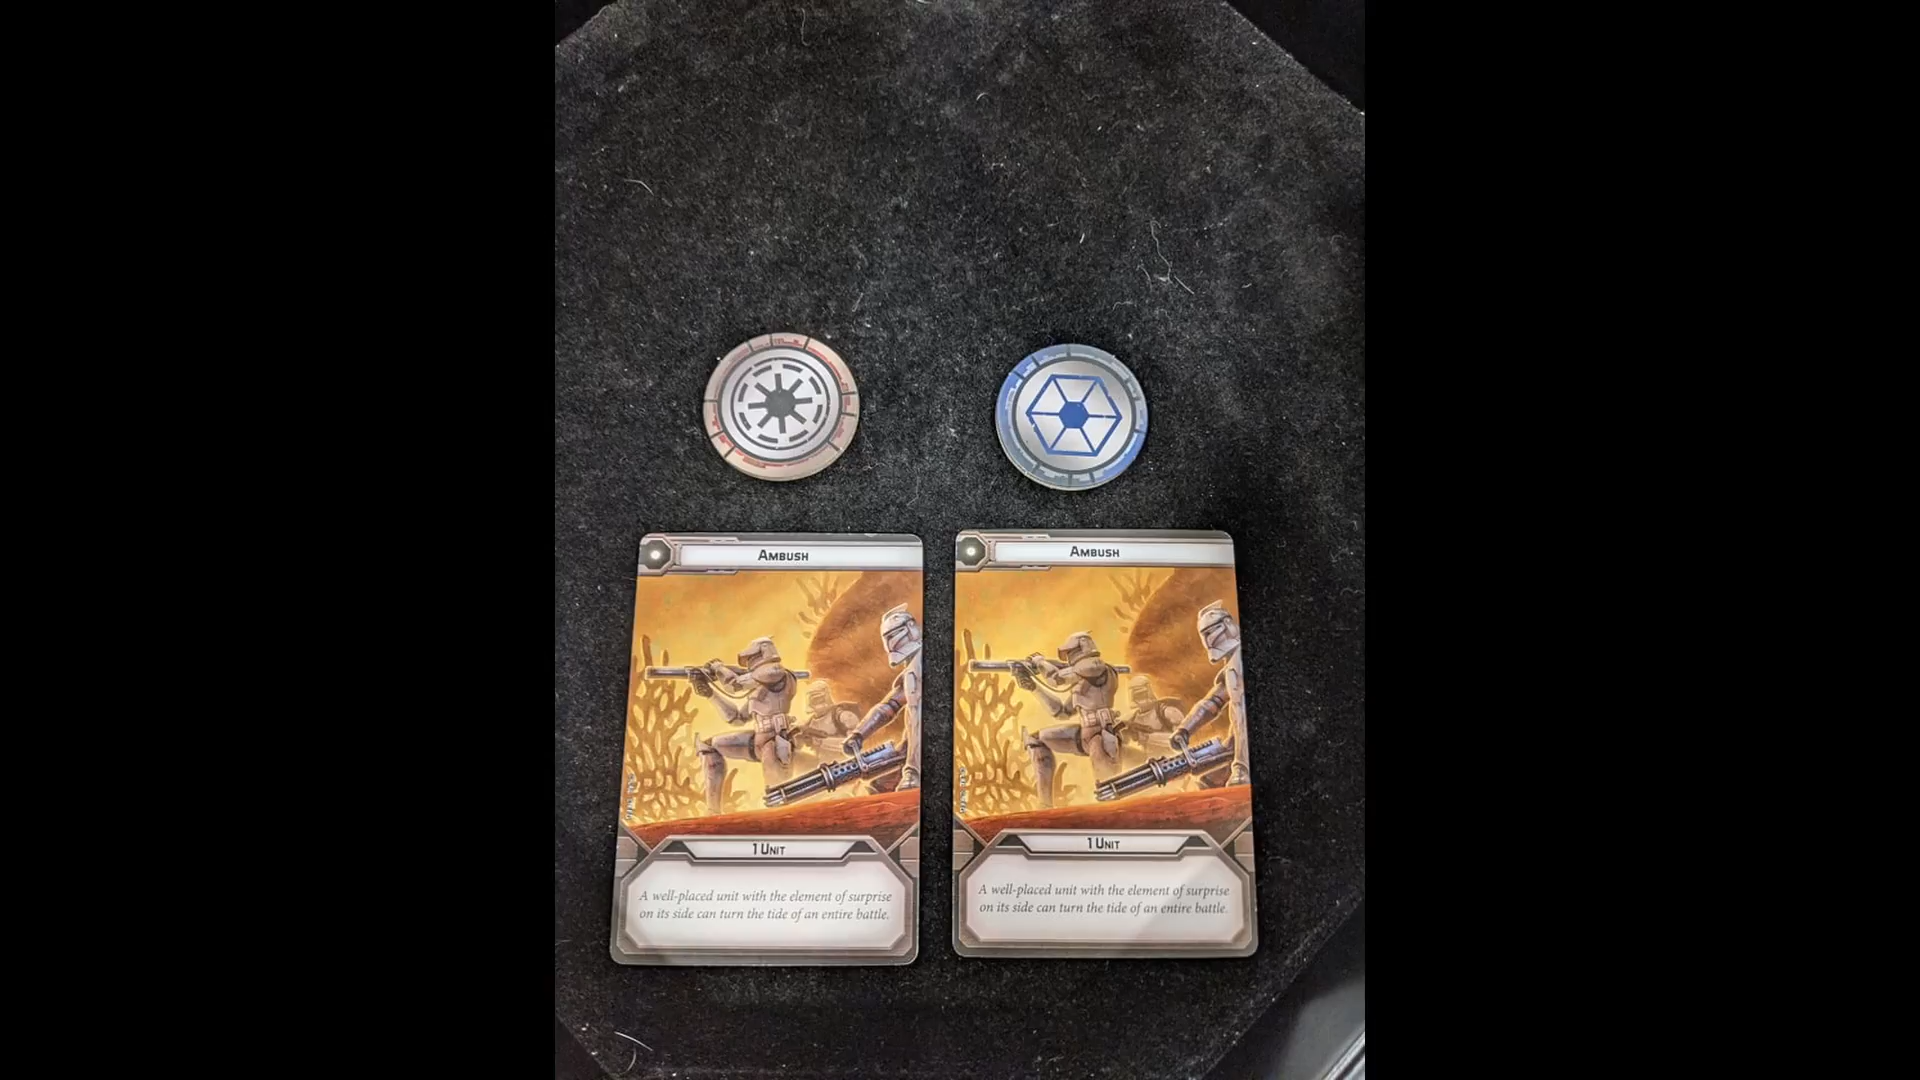 Ambush
1 Unit
A well-placed unit with the element of surprise
on its side can turn the tide of an entire battle.
Ambush
1 Unit
A well-placed unit with the element of surprise
on its side can turn the tide of an entire battle.